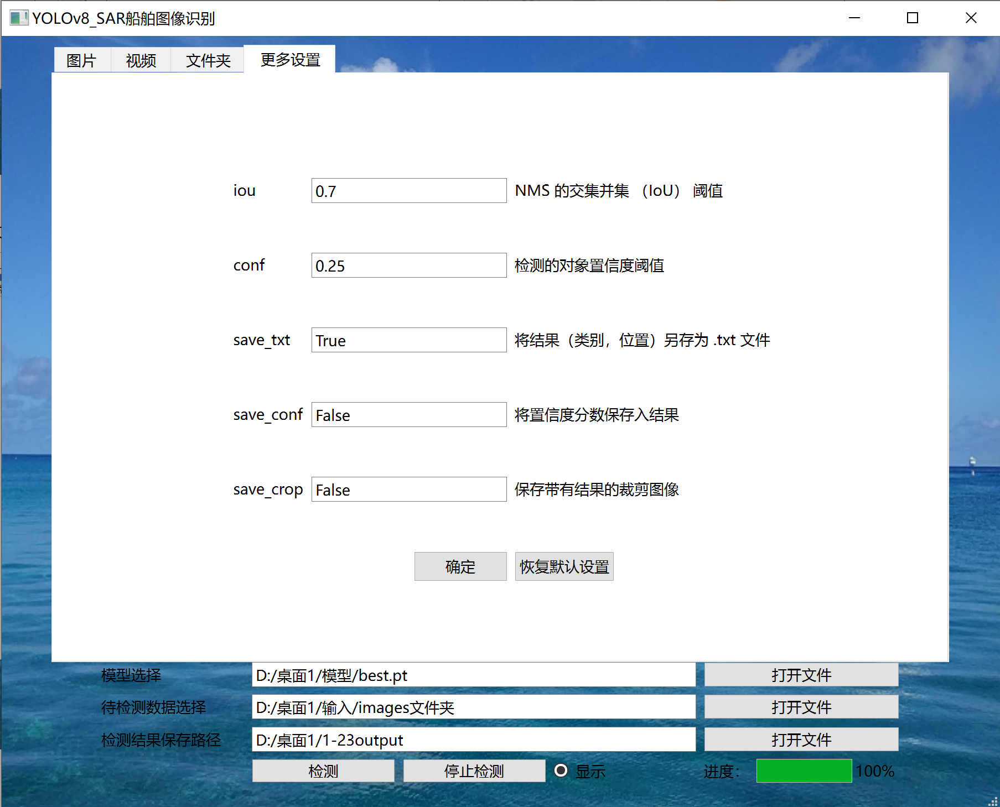 YOLOv8_SAR船舶图像识别
图片 视频 文件夹 更多设置
iou 0.7 NMS 的交集并集 （IoU） 阈值
conf 0.25 检测的对象置信度阈值
save_txt True 将结果（类别，位置）另存为 .txt 文件
save_conf False 将置信度分数保存入结果
save_crop False 保存带有结果的裁剪图像
确定 恢复默认设置
模型选择 D:/桌面1/模型/best.pt 打开文件
待检测数据选择 D:/桌面1/输入/images文件夹 打开文件
检测结果保存路径 D:/桌面1/1-23output 打开文件
检测 停止检测 显示 进度： 100%